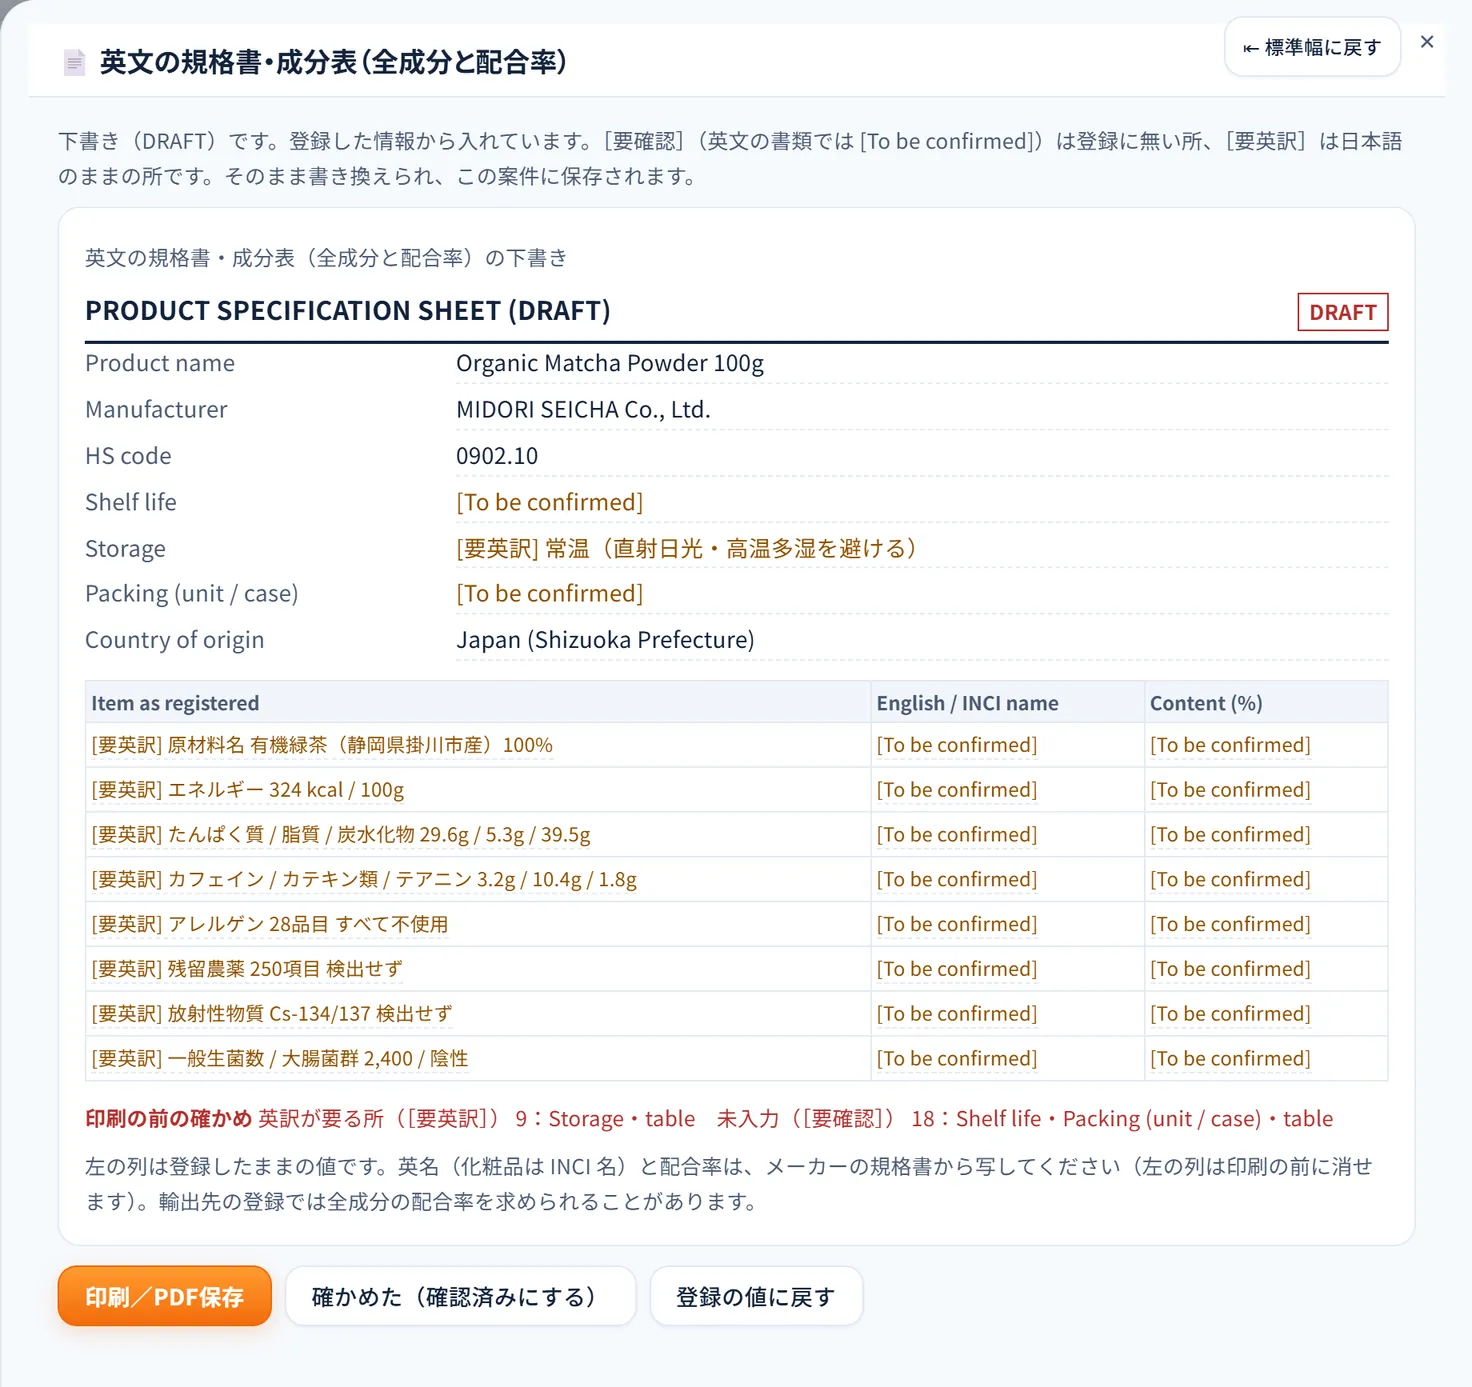 英文の規格書・成分表（全成分と配合率）
⇤ 標準幅に戻す
×
下書き（DRAFT）です。登録した情報から入れています。［要確認］（英文の書類では [To be confirmed]）は登録に無い所、［要英訳］は日本語
のままの所です。そのまま書き換えられ、この案件に保存されます。
英文の規格書・成分表（全成分と配合率）の下書き
PRODUCT SPECIFICATION SHEET (DRAFT)
DRAFT
Product name Organic Matcha Powder 100g
Manufacturer MIDORI SEICHA Co., Ltd.
HS code 0902.10
Shelf life [To be confirmed]
Storage [要英訳] 常温（直射日光・高温多湿を避ける）
Packing (unit / case) [To be confirmed]
Country of origin Japan (Shizuoka Prefecture)
Item as registered English / INCI name Content (%)
[要英訳] 原材料名 有機緑茶（静岡県掛川市産）100% [To be confirmed] [To be confirmed]
[要英訳] エネルギー 324 kcal / 100g [To be confirmed] [To be confirmed]
[要英訳] たんぱく質 / 脂質 / 炭水化物 29.6g / 5.3g / 39.5g [To be confirmed] [To be confirmed]
[要英訳] カフェイン / カテキン類 / テアニン 3.2g / 10.4g / 1.8g [To be confirmed] [To be confirmed]
[要英訳] アレルゲン 28品目 すべて不使用 [To be confirmed] [To be confirmed]
[要英訳] 残留農薬 250項目 検出せず [To be confirmed] [To be confirmed]
[要英訳] 放射性物質 Cs-134/137 検出せず [To be confirmed] [To be confirmed]
[要英訳] 一般生菌数 / 大腸菌群 2,400 / 陰性 [To be confirmed] [To be confirmed]
印刷の前の確かめ 英訳が要る所（［要英訳］） 9：Storage・table　未入力（［要確認］） 18：Shelf life・Packing (unit / case)・table
左の列は登録したままの値です。英名（化粧品は INCI 名）と配合率は、メーカーの規格書から写してください（左の列は印刷の前に消せ
ます）。輸出先の登録では全成分の配合率を求められることがあります。
印刷／PDF保存
確かめた（確認済みにする）
登録の値に戻す